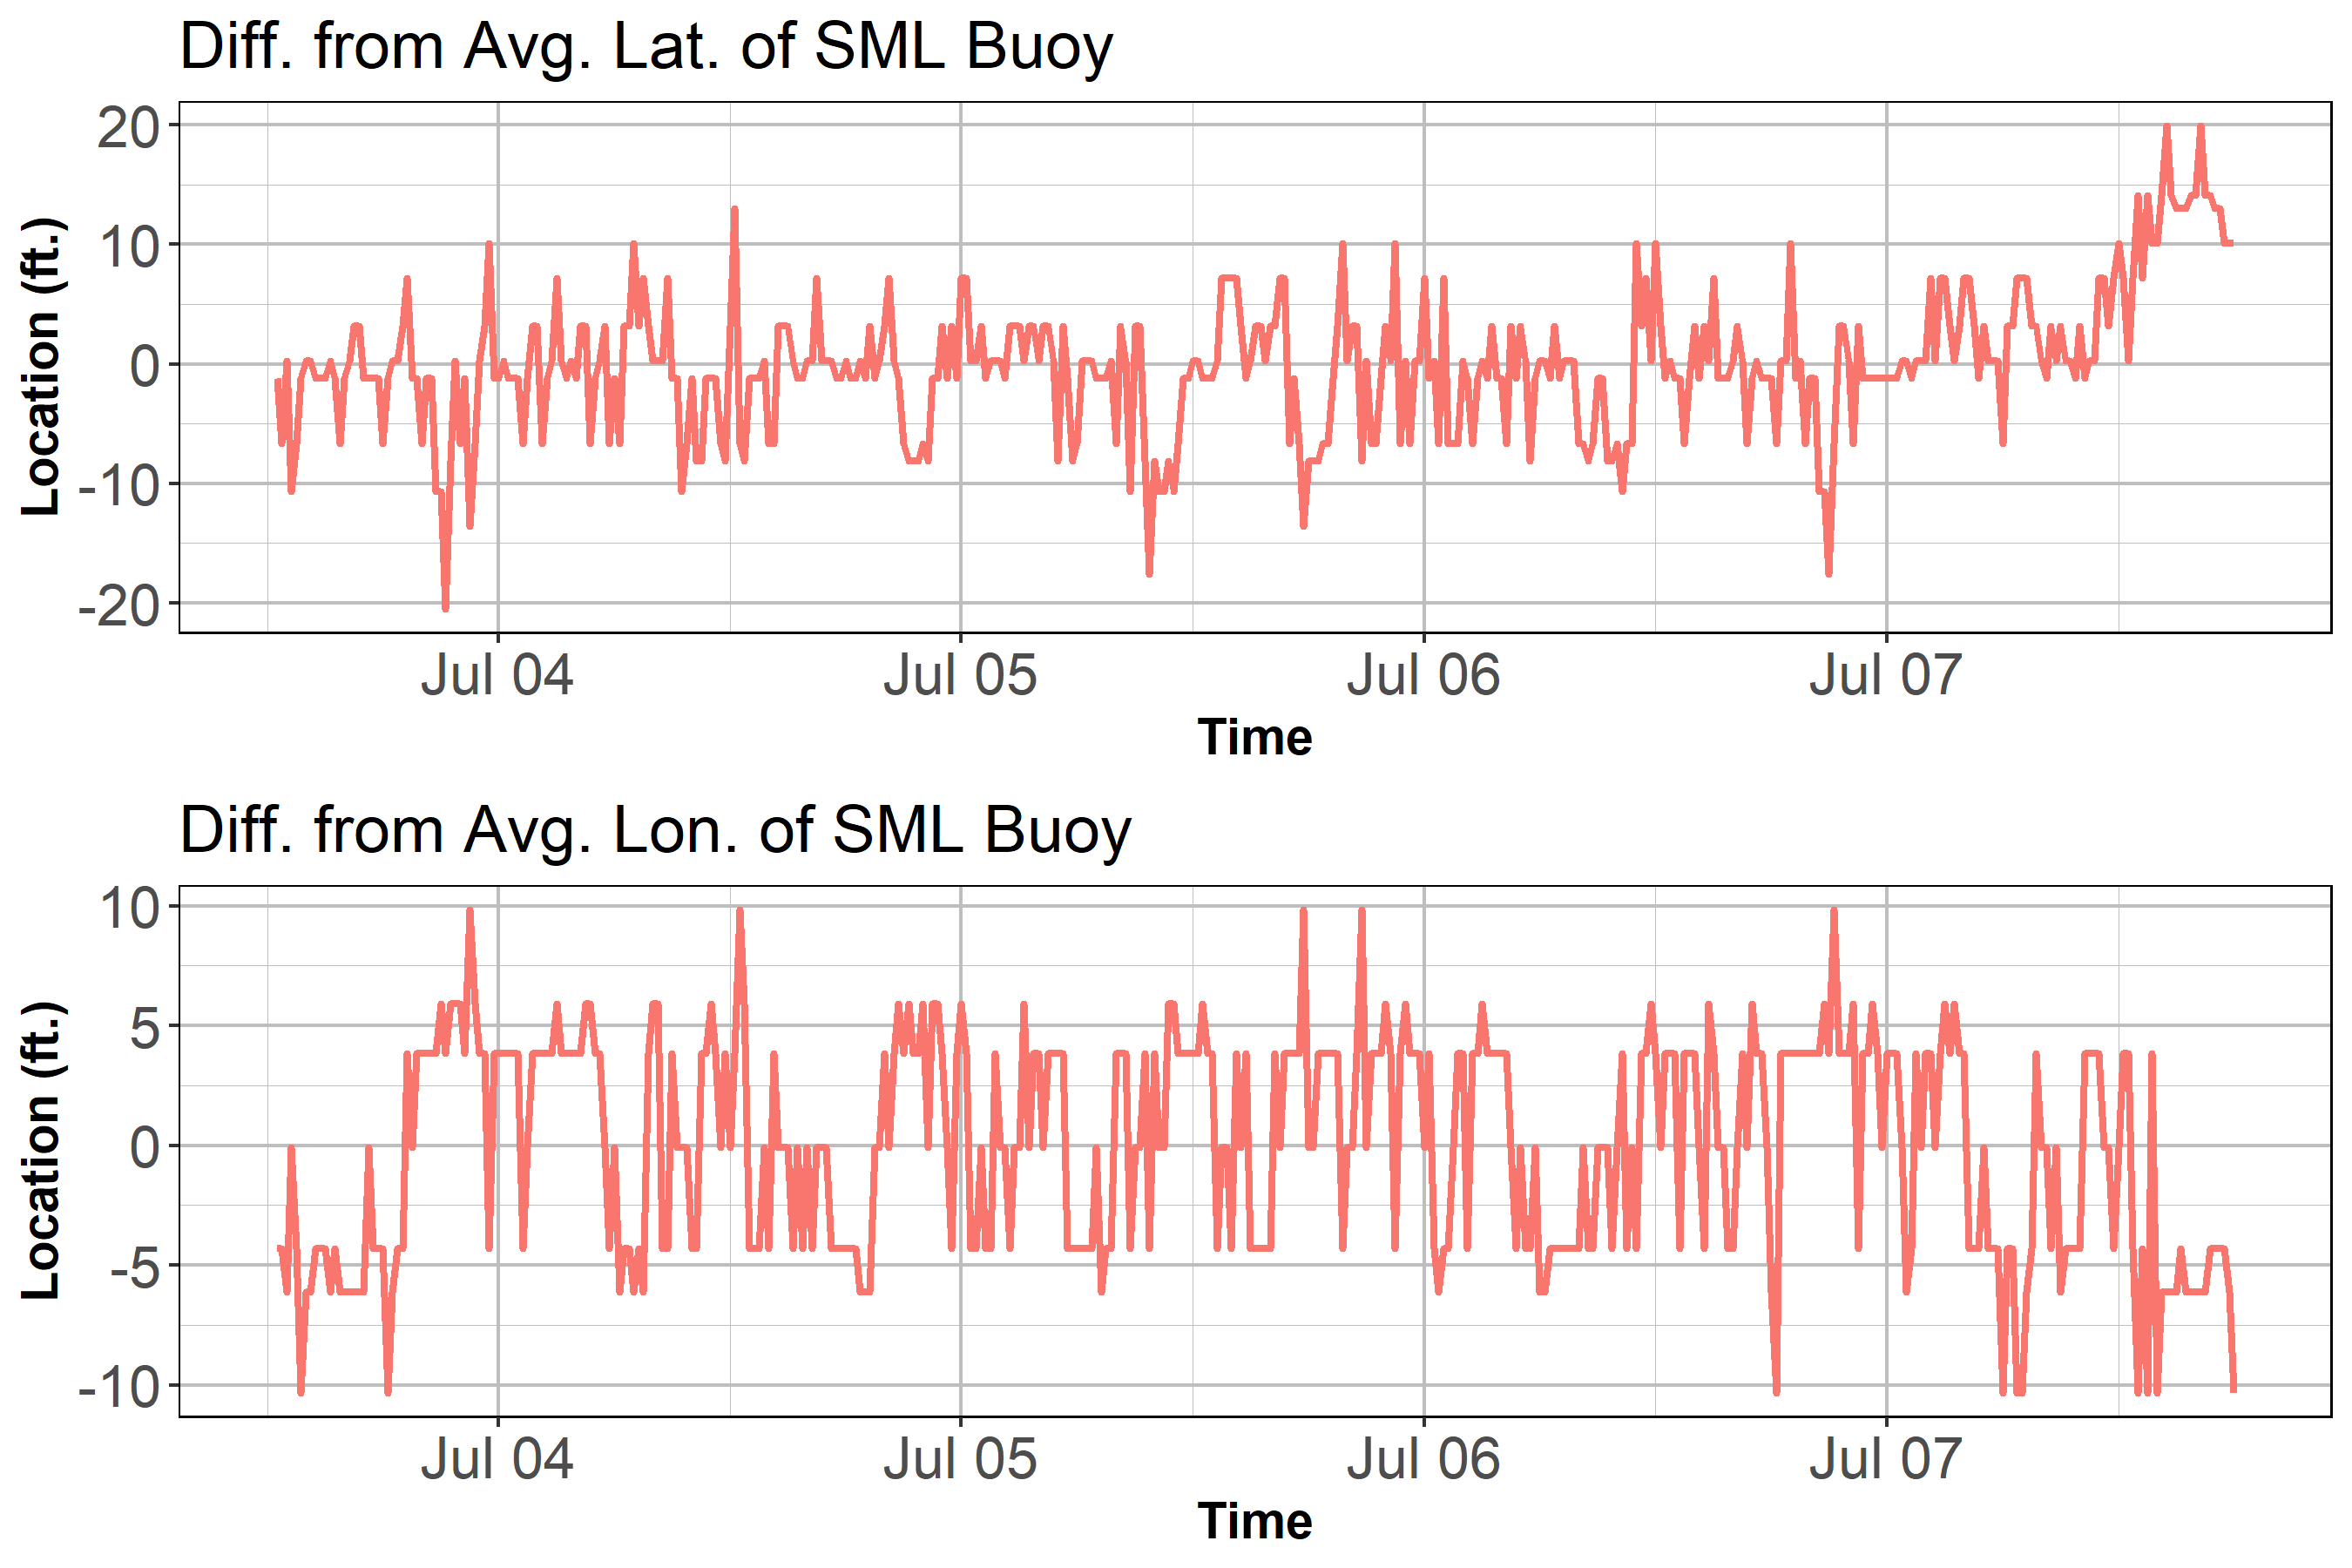 Diff. from Avg. Lat. of SML Buoy
Location (ft.)
20
10
0
-10
-20
Jul 04 Jul 05 Jul 06 Jul 07
Time
Diff. from Avg. Lon. of SML Buoy
Location (ft.)
10
5
0
-5
-10
Jul 04 Jul 05 Jul 06 Jul 07
Time